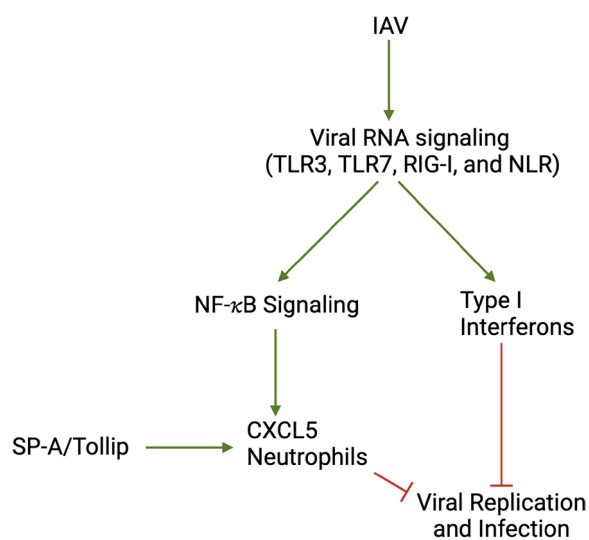 IAV
Viral RNA signaling
(TLR3, TLR7, RIG-I, and NLR)
NF-κB Signaling
Type I
Interferons
SP-A/Tollip
CXCL5
Neutrophils
Viral Replication
and Infection